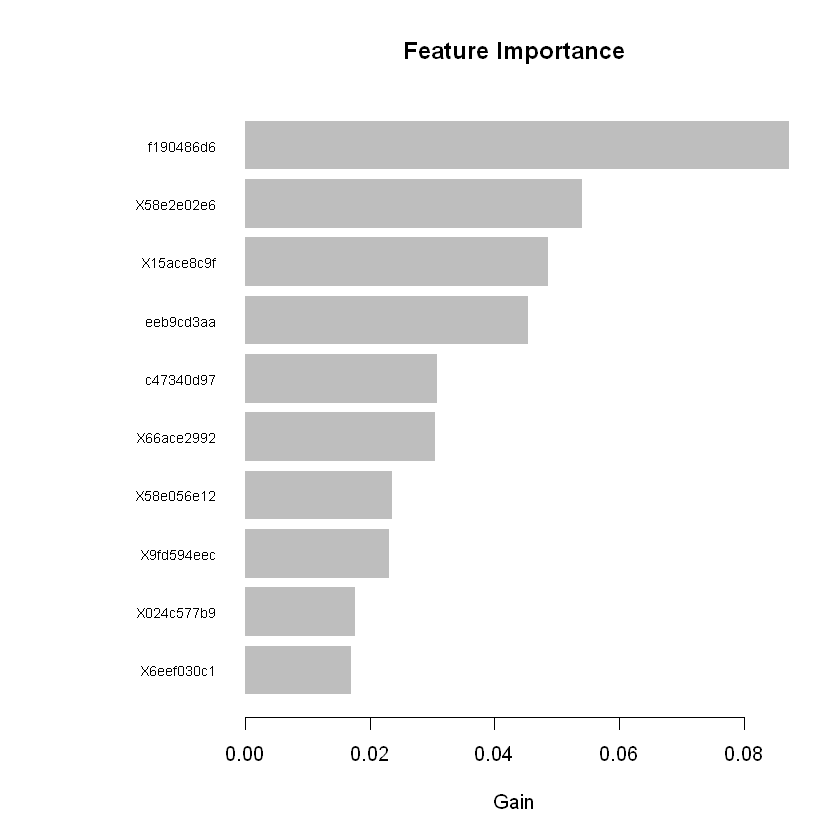 Feature Importance
f190486d6
X58e2e02e6
X15ace8c9f
eeb9cd3aa
c47340d97
X66ace2992
X58e056e12
X9fd594eec
X024c577b9
X6eef030c1
0.00 0.02 0.04 0.06 0.08
Gain